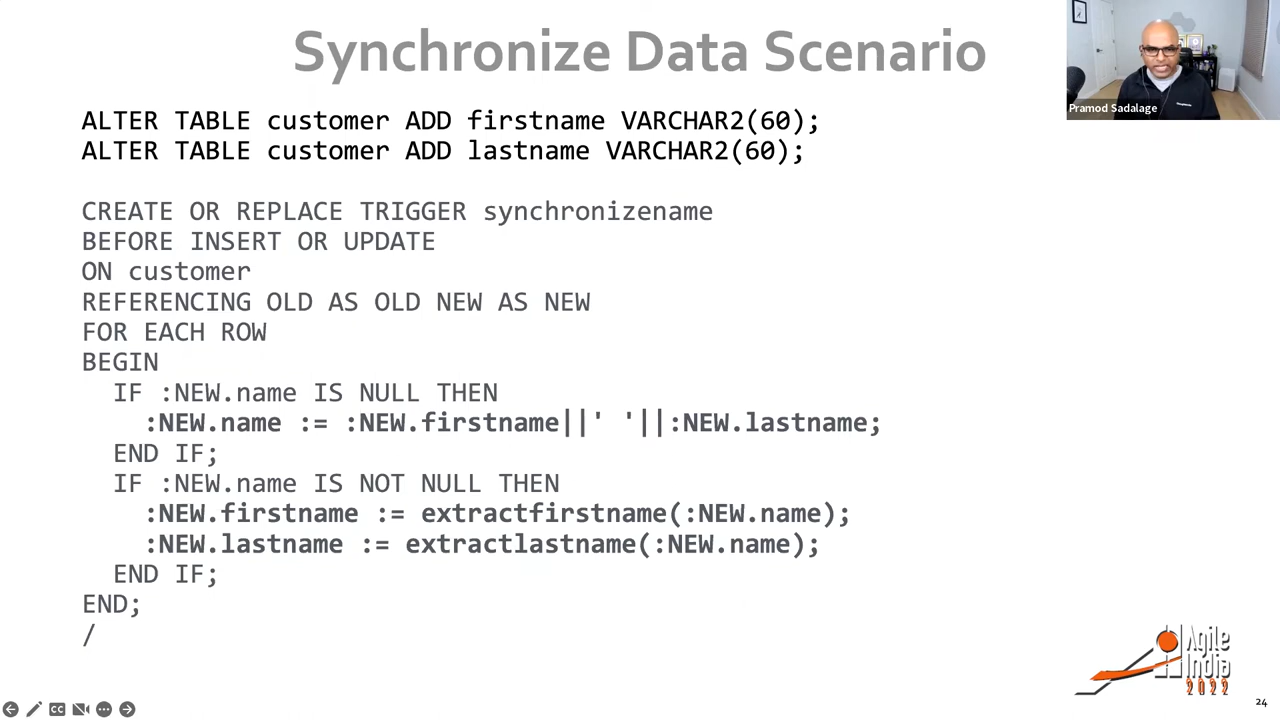 Synchronize Data Scenario
Pramod Sadalage
ALTER TABLE customer ADD firstname VARCHAR2(60);
ALTER TABLE customer ADD lastname VARCHAR2(60);
CREATE OR REPLACE TRIGGER synchronizename
BEFORE INSERT OR UPDATE
ON customer
REFERENCING OLD AS OLD NEW AS NEW
FOR EACH ROW
BEGIN
IF :NEW.name IS NULL THEN
:NEW.name := :NEW.firstname||' '||:NEW.lastname;
END IF;
IF :NEW.name IS NOT NULL THEN
:NEW.firstname := extractfirstname(:NEW.name);
:NEW.lastname := extractlastname(:NEW.name);
END IF;
END;
/
Agile
India
2022
CC
24